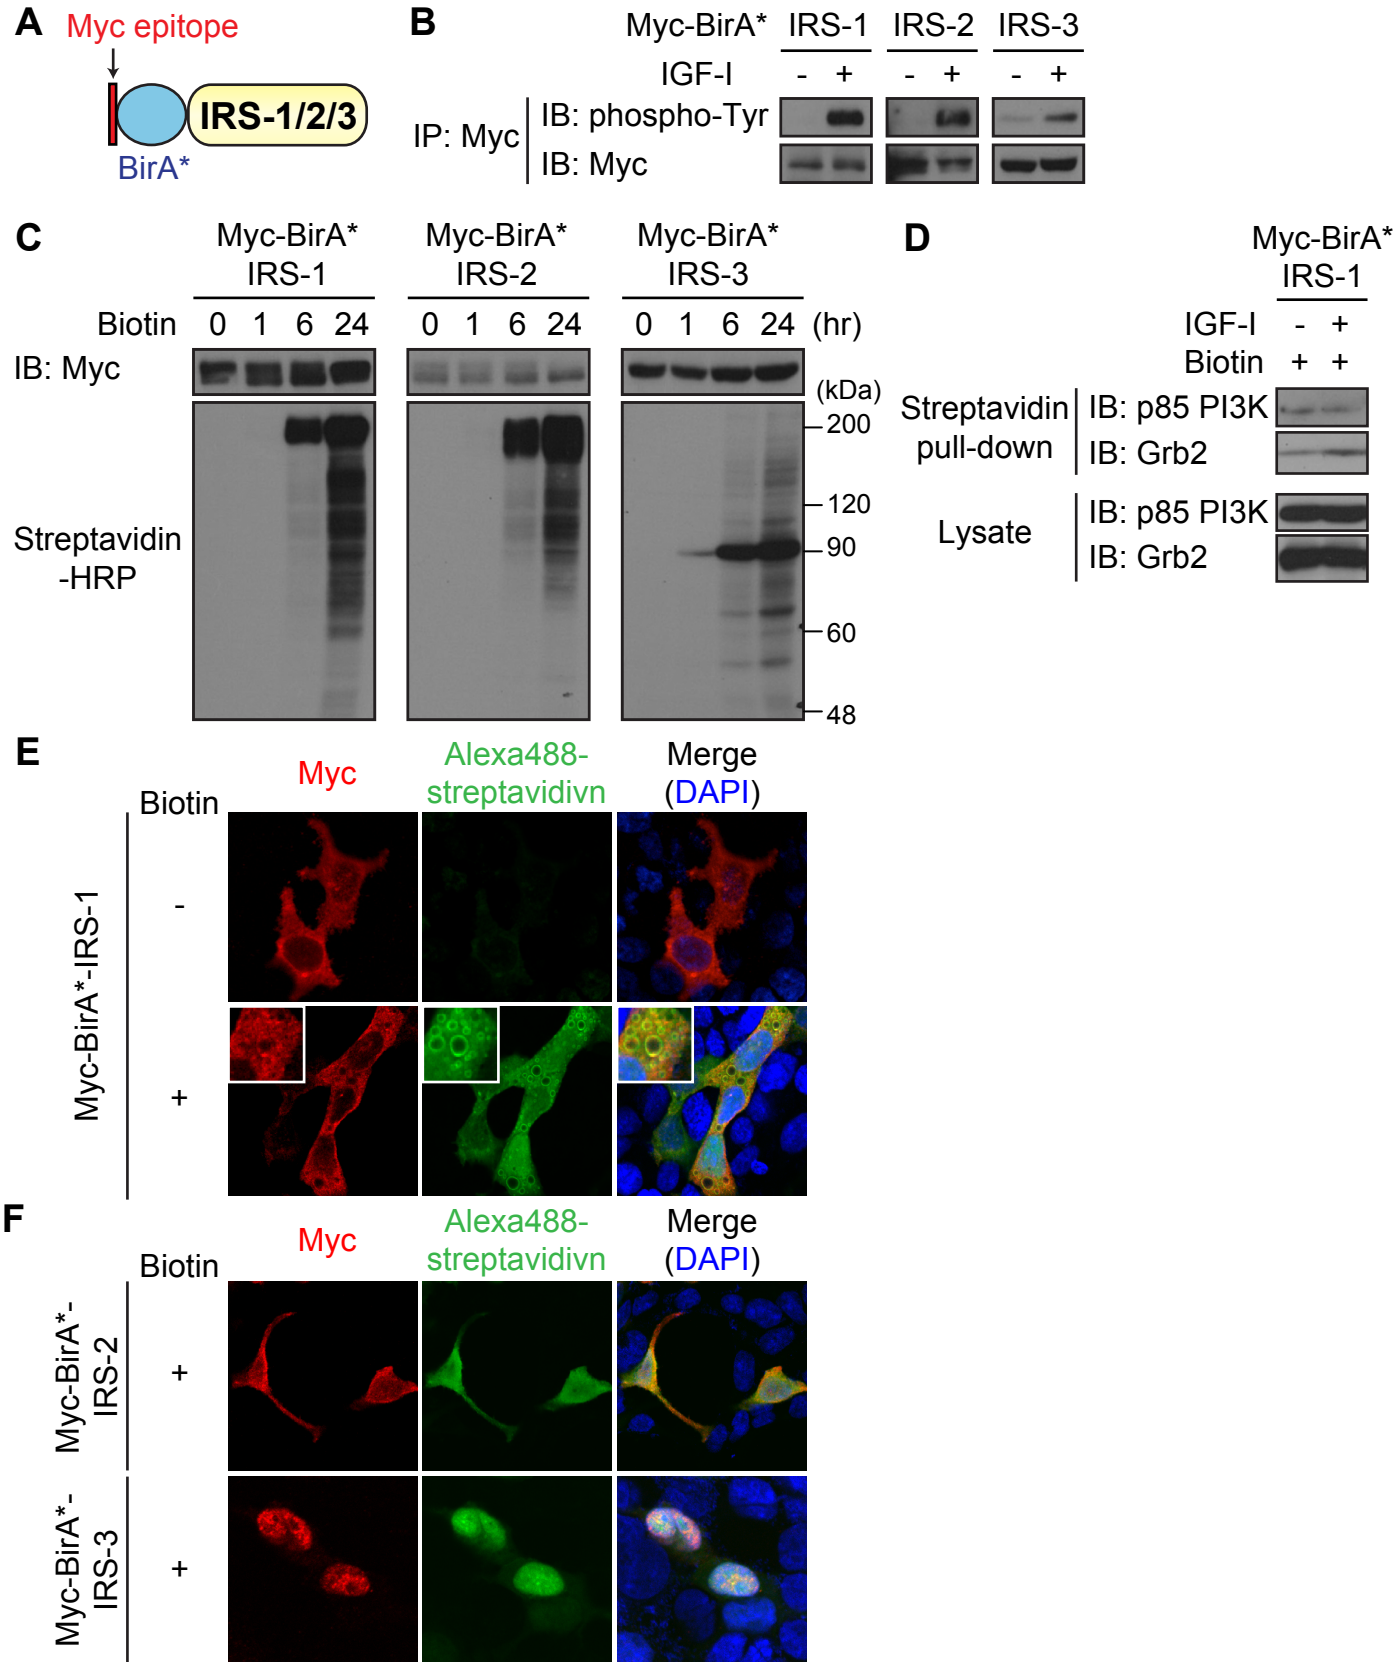 A
Myc epitope
IRS-1/2/3
BirA*
B
Myc-BirA* IRS-1 IRS-2 IRS-3
IGF-I - + - + - +
IP: Myc
IB: phospho-Tyr
IB: Myc
C
Myc-BirA* IRS-1
Myc-BirA* IRS-2
Myc-BirA* IRS-3
Biotin 0 1 6 24 0 1 6 24 0 1 6 24 (hr)
IB: Myc
(kDa)
200
120
90
60
48
Streptavidin
-HRP
D
Myc-BirA*
IRS-1
IGF-I - +
Biotin + +
Streptavidin
pull-down
IB: p85 PI3K
IB: Grb2
Lysate
IB: p85 PI3K
IB: Grb2
E
Biotin
Myc
Alexa488-
streptavidivn
Merge
(DAPI)
Myc-BirA*-IRS-1
-
+
F
Biotin
Myc
Alexa488-
streptavidivn
Merge
(DAPI)
Myc-BirA*-
IRS-2
+
Myc-BirA*-
IRS-3
+